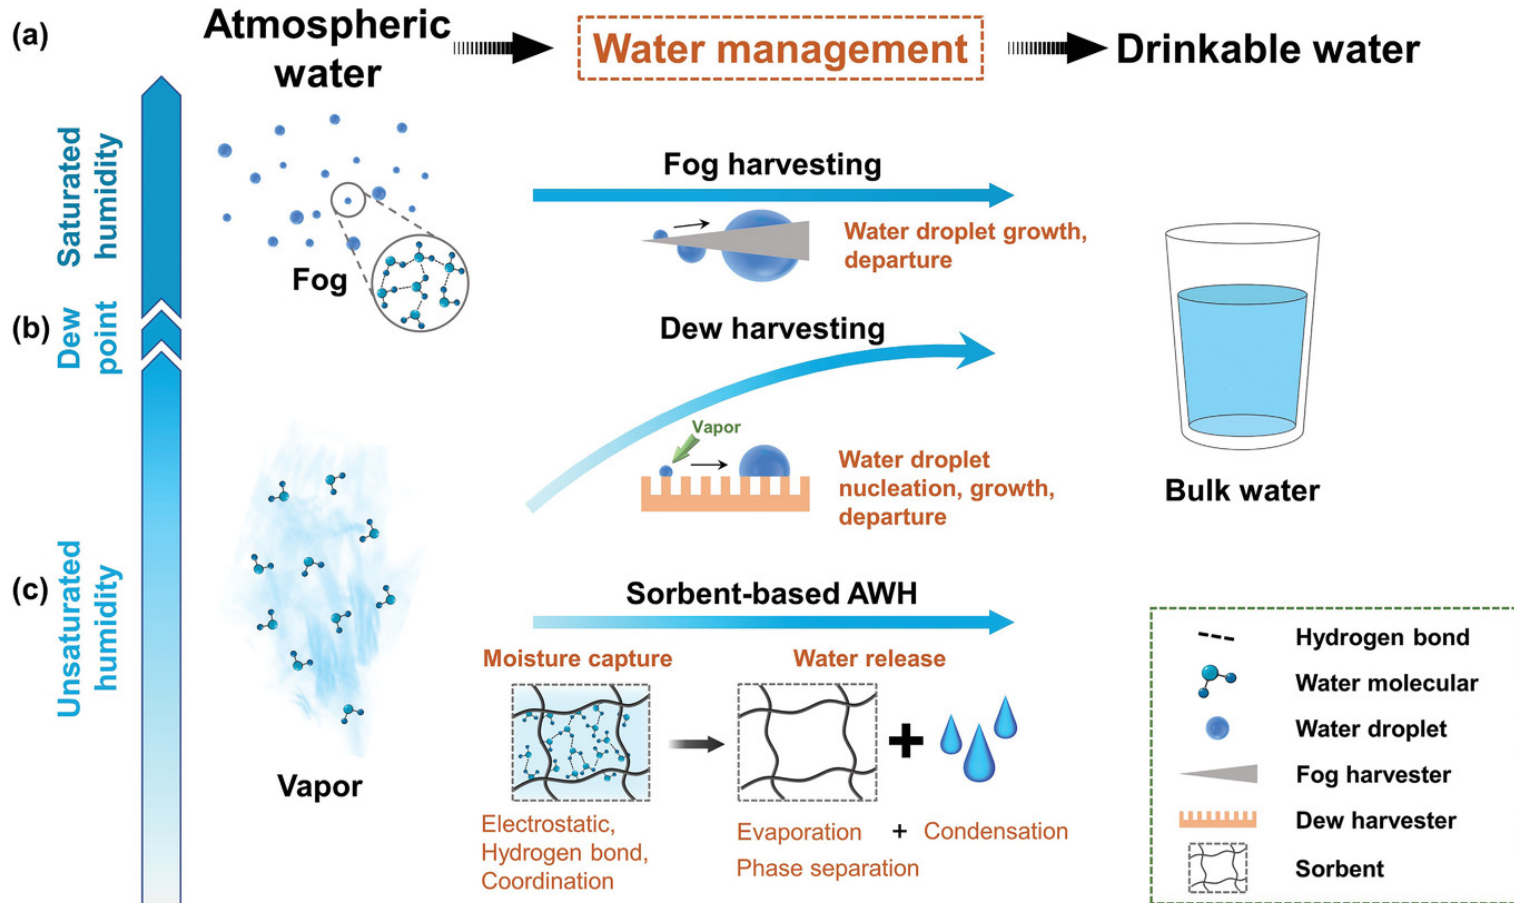 (a)
Atmospheric
water
Water management
Drinkable water
Saturated
humidity
Fog
Fog harvesting
Water droplet growth,
departure
(b)
Dew
point
Dew harvesting
Vapor
Water droplet
nucleation, growth,
departure
Bulk water
(c)
Unsaturated
humidity
Vapor
Sorbent-based AWH
Moisture capture
Water release
+
Electrostatic,
Hydrogen bond,
Coordination
Evaporation + Condensation
Phase separation
Hydrogen bond
Water molecular
Water droplet
Fog harvester
Dew harvester
Sorbent